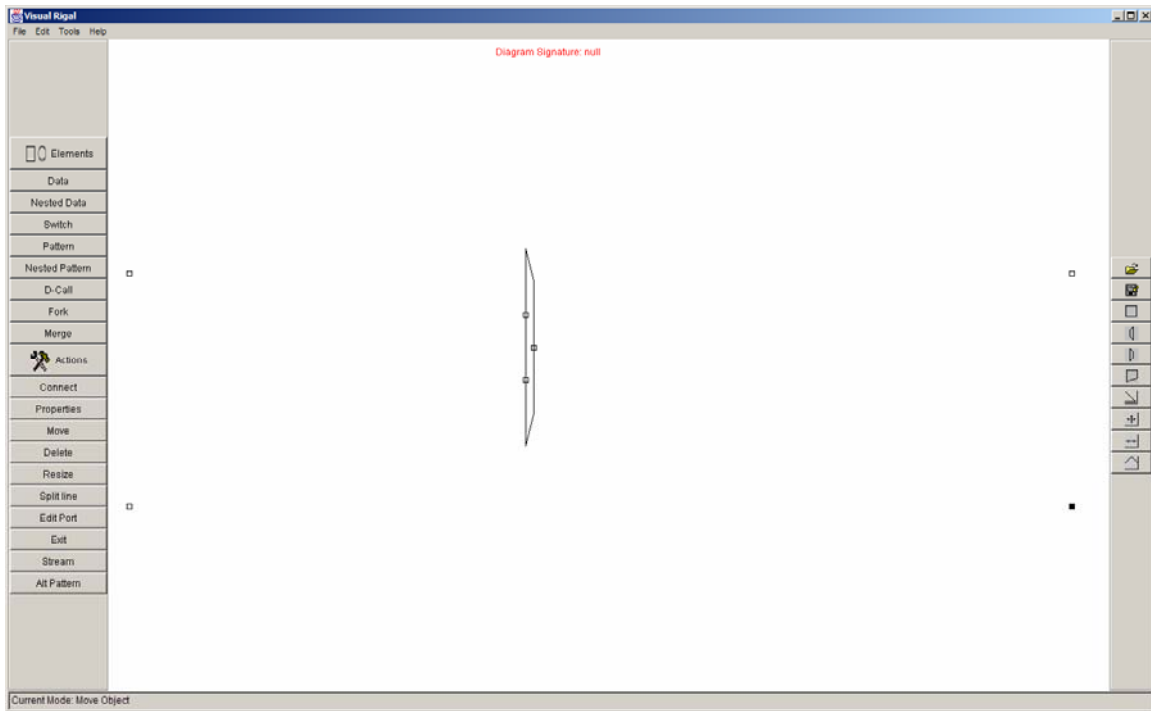 Visual Rigal
File Edit Tools Help
Diagram Signature: null
Elements
Data
Nested Data
Switch
Pattern
Nested Pattern
D-Call
Fork
Merge
Actions
Connect
Properties
Move
Delete
Resize
Split line
Edit Port
Exit
Stream
Alt Pattern
Current Mode: Move Object